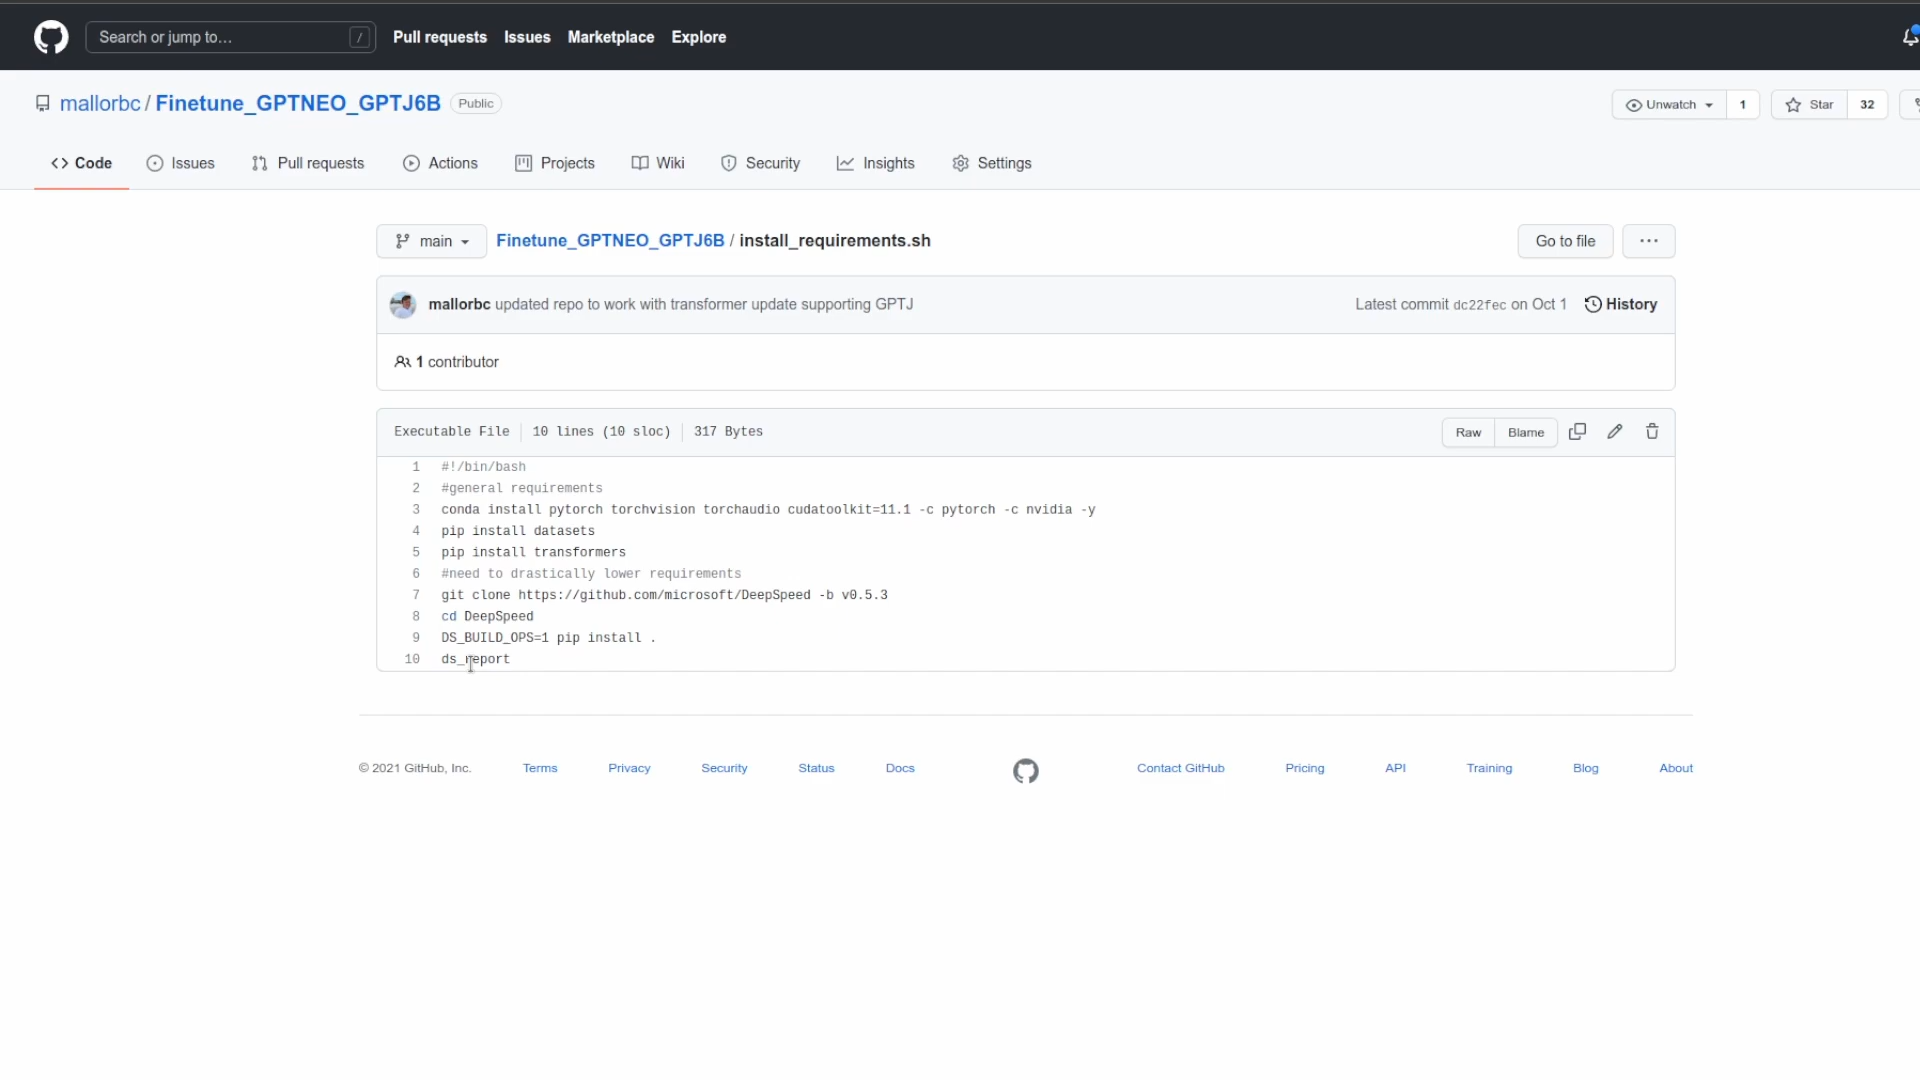 Search or jump to... /
Pull requests Issues Marketplace Explore
mallorbc / Finetune_GPTNEO_GPTJ6B Public
Unwatch 1 Star 32
Code Issues Pull requests Actions Projects Wiki Security Insights Settings
main Finetune_GPTNEO_GPTJ6B / install_requirements.sh Go to file ...
mallorbc updated repo to work with transformer update supporting GPTJ Latest commit dc22fec on Oct 1 History
1 contributor
Executable File 10 lines (10 sloc) 317 Bytes Raw Blame
1 #!/bin/bash
2 #general requirements
3 conda install pytorch torchvision torchaudio cudatoolkit=11.1 -c pytorch -c nvidia -y
4 pip install datasets
5 pip install transformers
6 #need to drastically lower requirements
7 git clone https://github.com/microsoft/DeepSpeed -b v0.5.3
8 cd DeepSpeed
9 DS_BUILD_OPS=1 pip install .
10 ds_report
© 2021 GitHub, Inc. Terms Privacy Security Status Docs Contact GitHub Pricing API Training Blog About